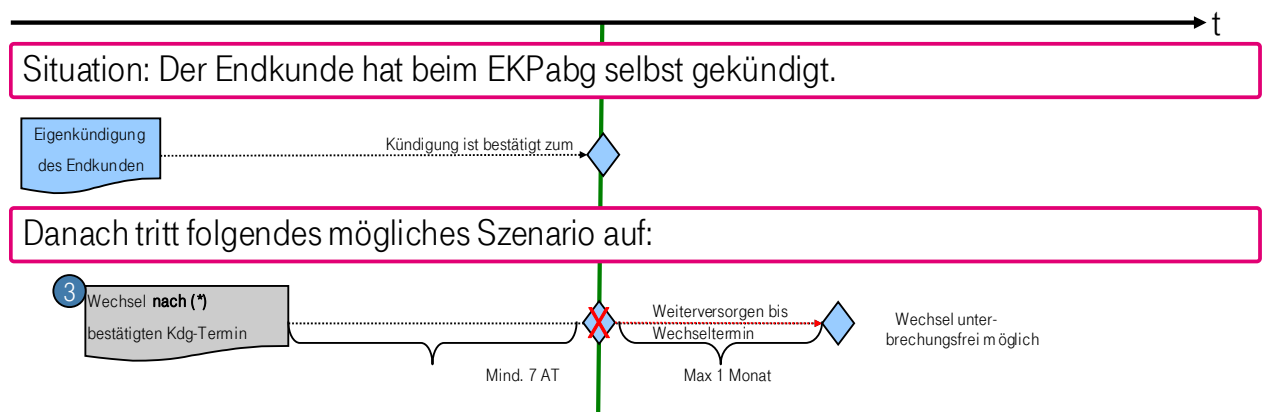 t
Situation: Der Endkunde hat beim EKPabg selbst gekündigt.
Eigenkündigung
des Endkunden
Kündigung ist bestätigt zum
Danach tritt folgendes mögliches Szenario auf:
3
Wechsel nach (*)
bestätigten Kdg-Termin
Weiterversorgen bis
Wechseltermin
Wechsel unter-
brechungsfrei möglich
Mind. 7 AT
Max 1 Monat